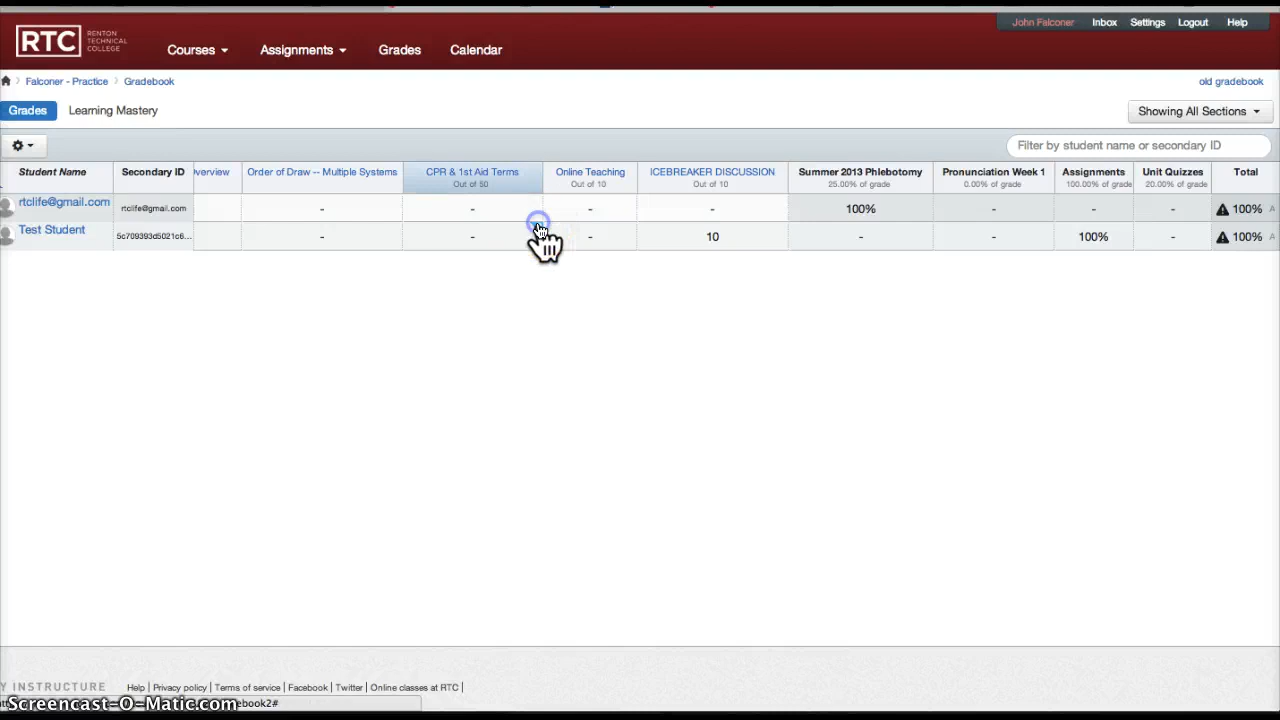 John Falconer Inbox Settings Logout Help
RTC RENTON TECHNICAL COLLEGE
Courses Assignments Grades Calendar
Falconer - Practice Gradebook old gradebook
Grades Learning Mastery Showing All Sections
Filter by student name or secondary ID
Student Name Secondary ID verview Order of Draw -- Multiple Systems CPR & 1st Aid Terms Online Teaching ICEBREAKER DISCUSSION Summer 2013 Phlebotomy Pronunciation Week 1 Assignments Unit Quizzes Total
Out of 50 Out of 10 Out of 10 25.00% of grade 0.00% of grade 100.00% of grade 20.00% of grade
rtclife@gmail.com rtclife@gmail.com - - - - 100% - - - 100% A
Test Student 5c709393d5021c6... - - - 10 - - 100% - 100% A
Y INSTRUCTURE Help | Privacy policy | Terms of service | Facebook | Twitter | Online classes at RTC |
Screencast-O-Matic.com ebook2#